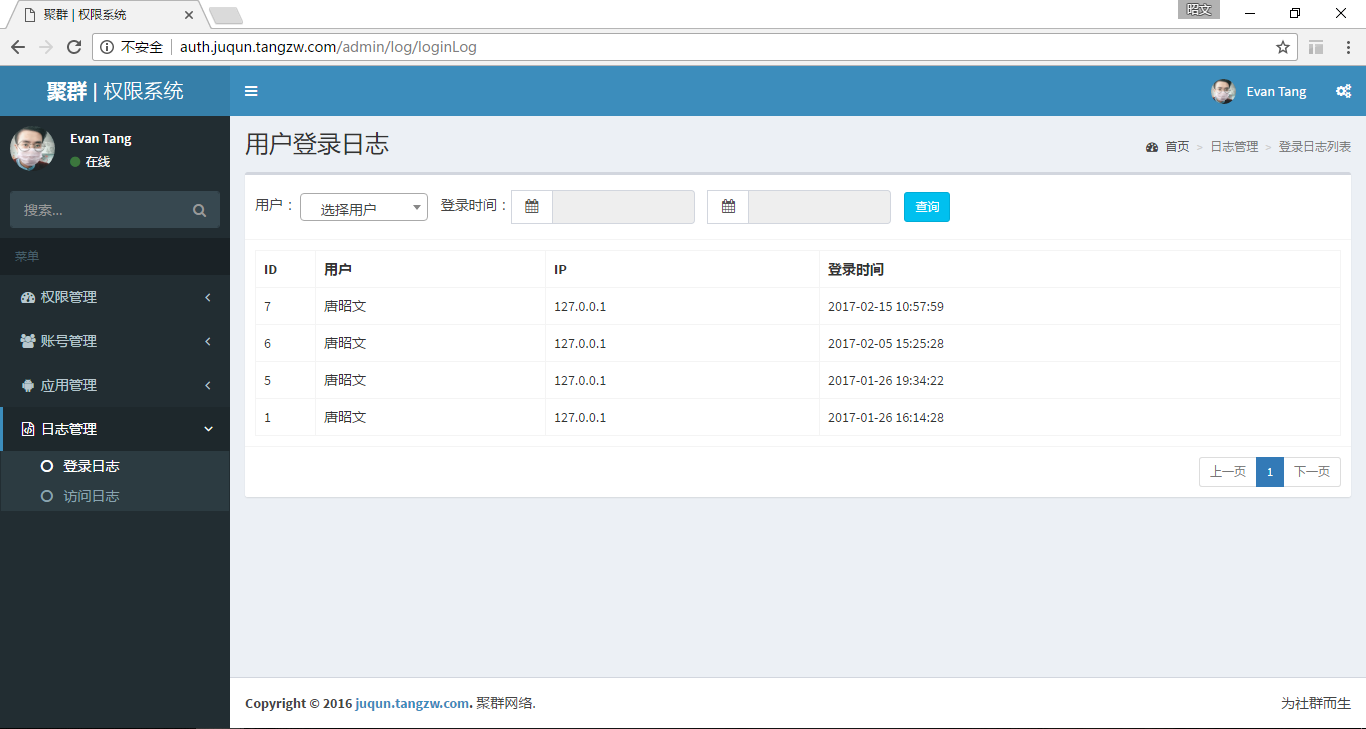 聚群 | 权限系统
昭文
不安全 auth.juqun.tangzw.com/admin/log/loginLog
聚群 | 权限系统
Evan Tang
Evan Tang
在线
搜索...
菜单
权限管理
账号管理
应用管理
日志管理
登录日志
访问日志
用户登录日志
首页 > 日志管理 > 登录日志列表
用户： 选择用户 登录时间： 查询
ID 用户 IP 登录时间
7 唐昭文 127.0.0.1 2017-02-15 10:57:59
6 唐昭文 127.0.0.1 2017-02-05 15:25:28
5 唐昭文 127.0.0.1 2017-01-26 19:34:22
1 唐昭文 127.0.0.1 2017-01-26 16:14:28
上一页 1 下一页
Copyright © 2016 juqun.tangzw.com. 聚群网络.
为社群而生